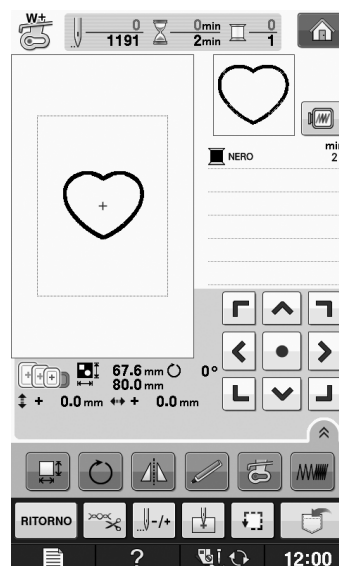 W+
0 0min 0
1191 2min 1
NERO min
2
67.6 mm 0°
80.0 mm
+ 0.0 mm + 0.0 mm
RITORNO -/+
? 12:00